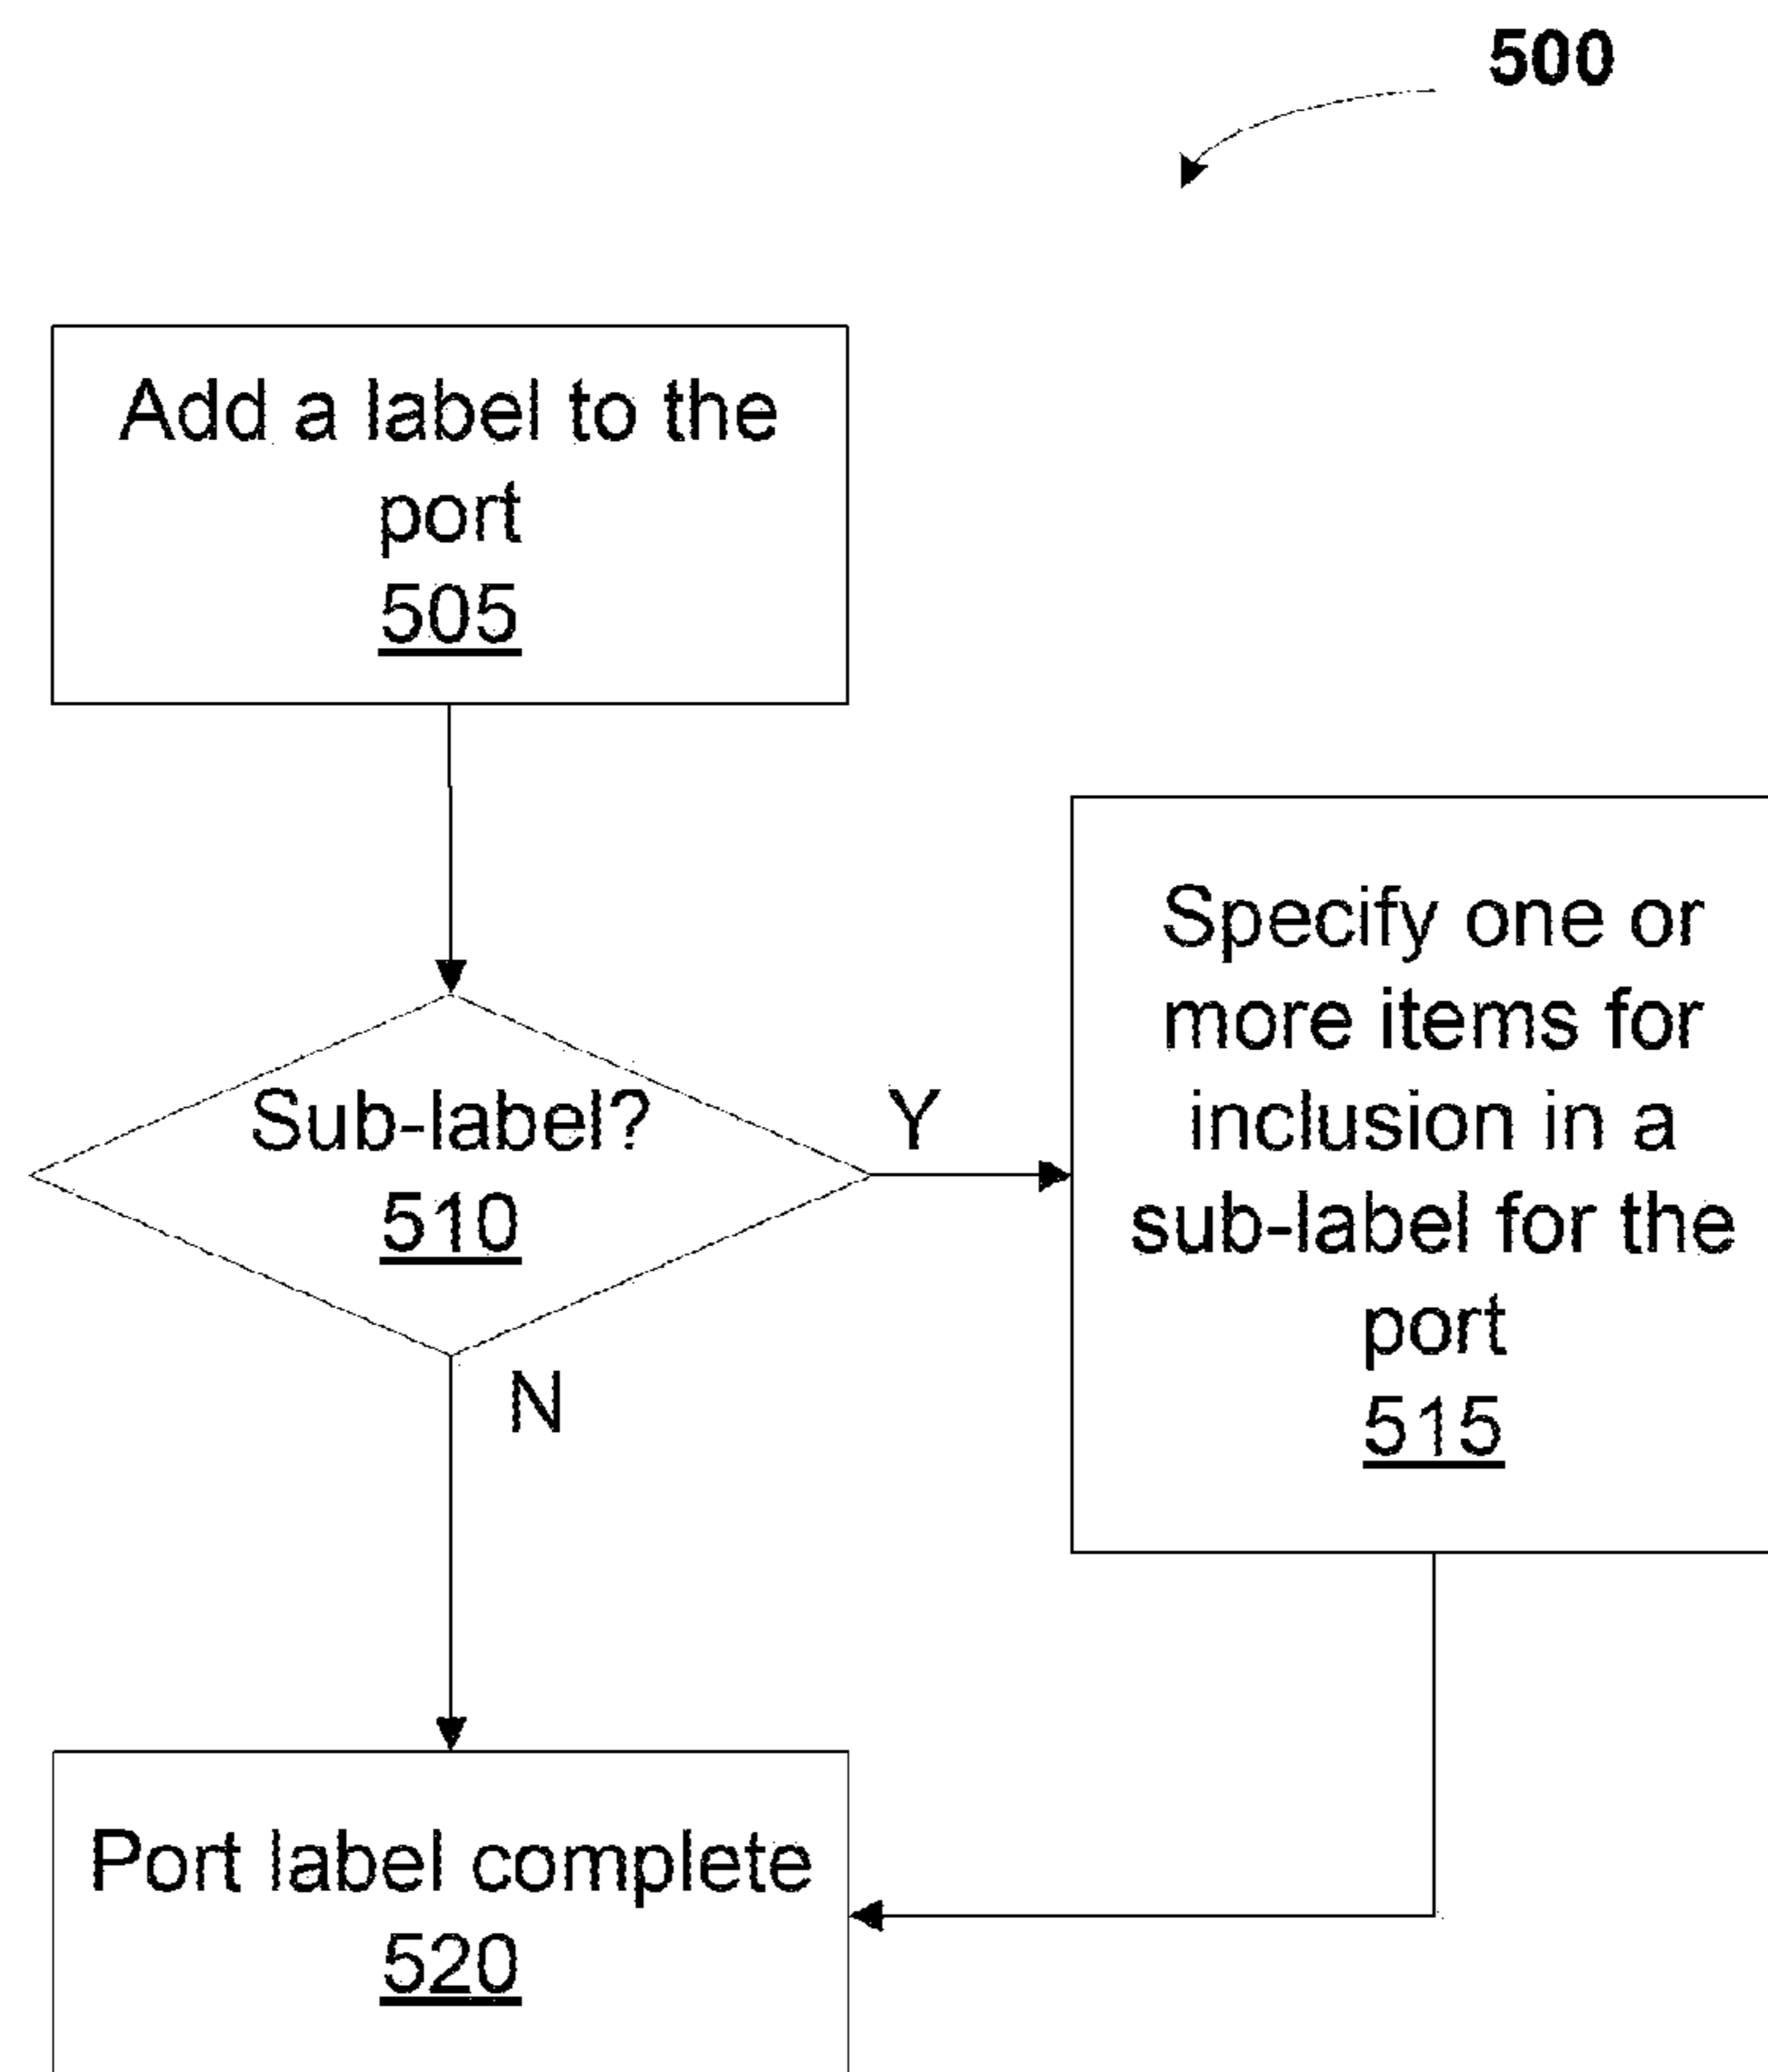 500
Add a label to the
port
505
Sub-label?
510
Y
N
Specify one or
more items for
inclusion in a
sub-label for the
port
515
Port label complete
520